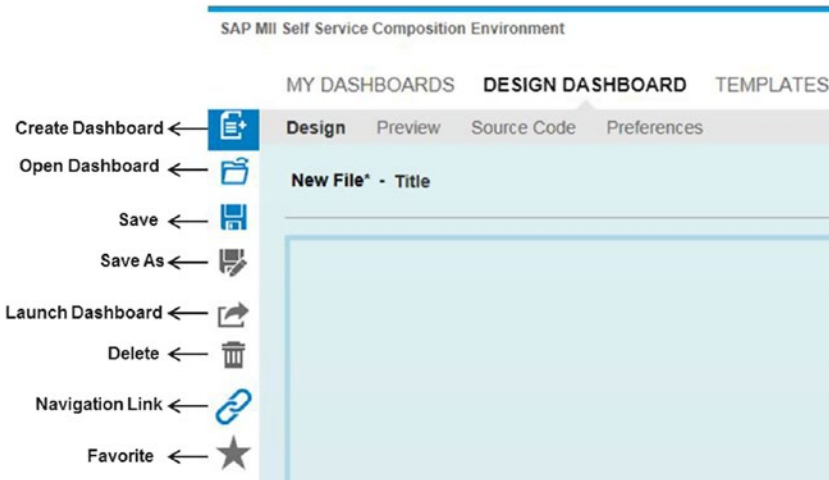 SAP MII Self Service Composition Environment
MY DASHBOARDS DESIGN DASHBOARD TEMPLATES
Create Dashboard
Design Preview Source Code Preferences
Open Dashboard
New File* - Title
Save
Save As
Launch Dashboard
Delete
Navigation Link
Favorite